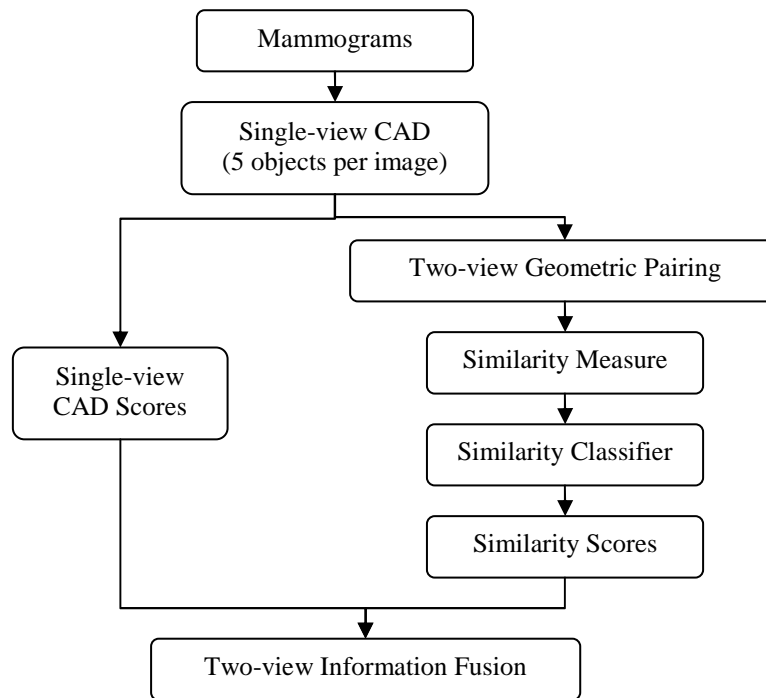 Mammograms
Single-view CAD
(5 objects per image)
Two-view Geometric Pairing
Similarity Measure
Single-view
CAD Scores
Similarity Classifier
Similarity Scores
Two-view Information Fusion